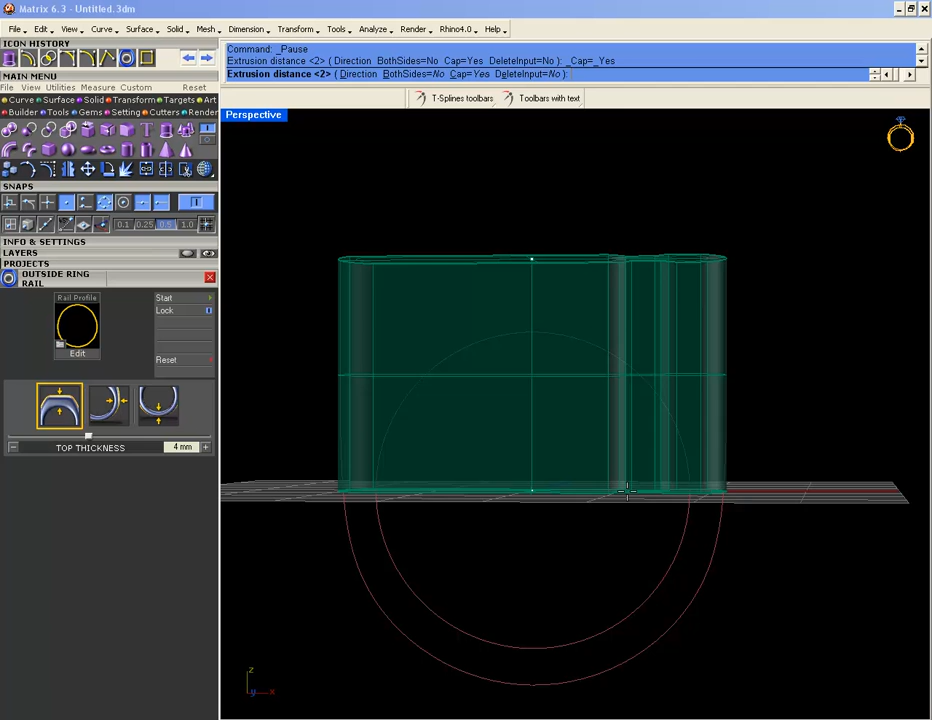 Matrix 6.3 - Untitled.3dm
File Edit View Curve Surface Solid Mesh Dimension Transform Tools Analyze Render Rhino4.0 Help
ICON HISTORY
Command: _Pause
Extrusion distance <2> ( Direction BothSides=No Cap=Yes DeleteInput=No ): _Cap=_Yes
Extrusion distance <2> ( Direction BothSides=No Cap=Yes DeleteInput=No ):
MAIN MENU
File View Utilities Measure Custom Reset
Curve Surface Solid Transform Targets Art
Builder Tools Gems Setting Cutters Render
T-Splines toolbars Toolbars with text
Perspective
SNAPS
0.1 0.25 0.5 1.0
INFO & SETTINGS
LAYERS
PROJECTS
OUTSIDE RING
RAIL
Rail Profile
Edit
Start
Lock
Reset
TOP THICKNESS 4 mm
z
y x